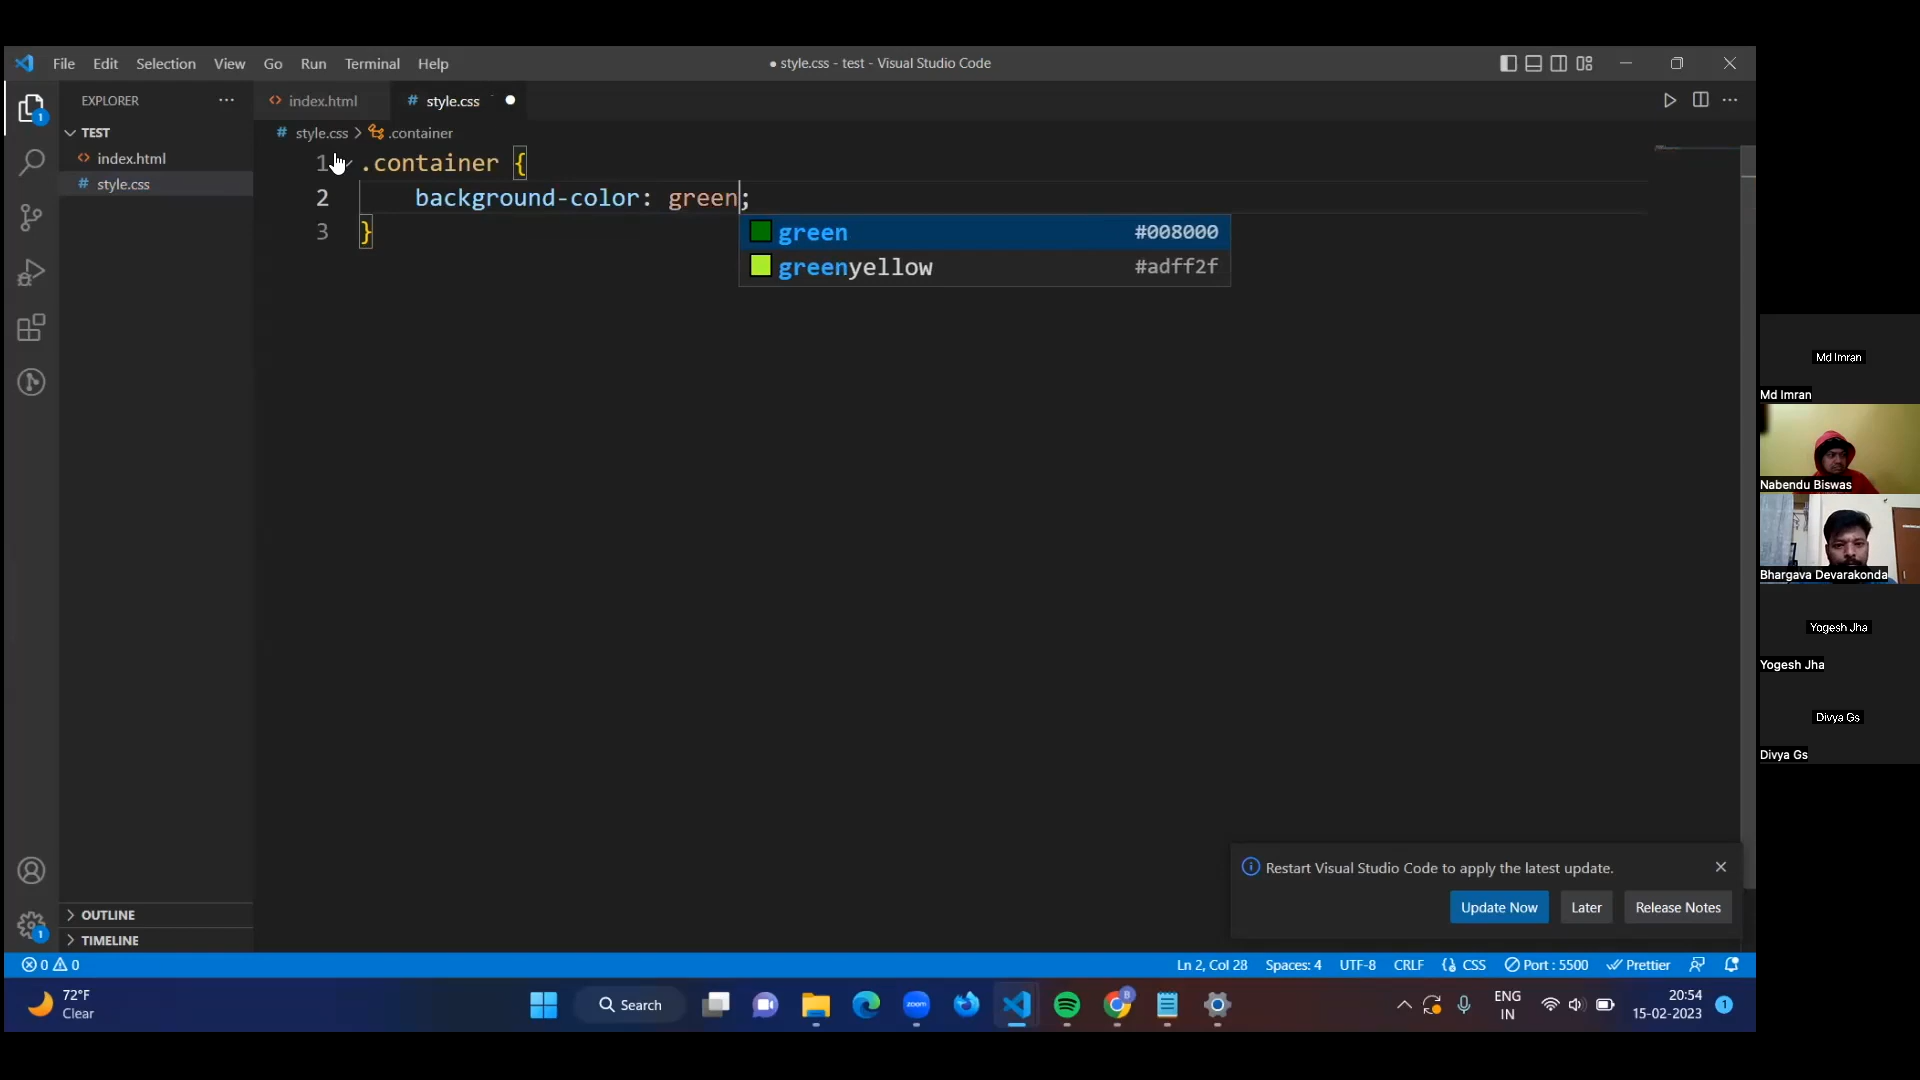 File Edit Selection View Go Run Terminal Help
● style.css - test - Visual Studio Code
EXPLORER
TEST
index.html
style.css
1
index.html
# style.css
# style.css > .container
1 .container {
2 background-color: green;
3 }
green #008000
greenyellow #adff2f
OUTLINE
TIMELINE
1
Restart Visual Studio Code to apply the latest update.
Update Now Later Release Notes
0 0
Ln 2, Col 28 Spaces: 4 UTF-8 CRLF CSS Port : 5500 Prettier
72°F
Clear
Search
zoom
B
ENG
IN
20:54
15-02-2023
1
Md Imran
Md Imran
Nabendu Biswas
Bhargava Devarakonda
Yogesh Jha
Yogesh Jha
Divya Gs
Divya Gs